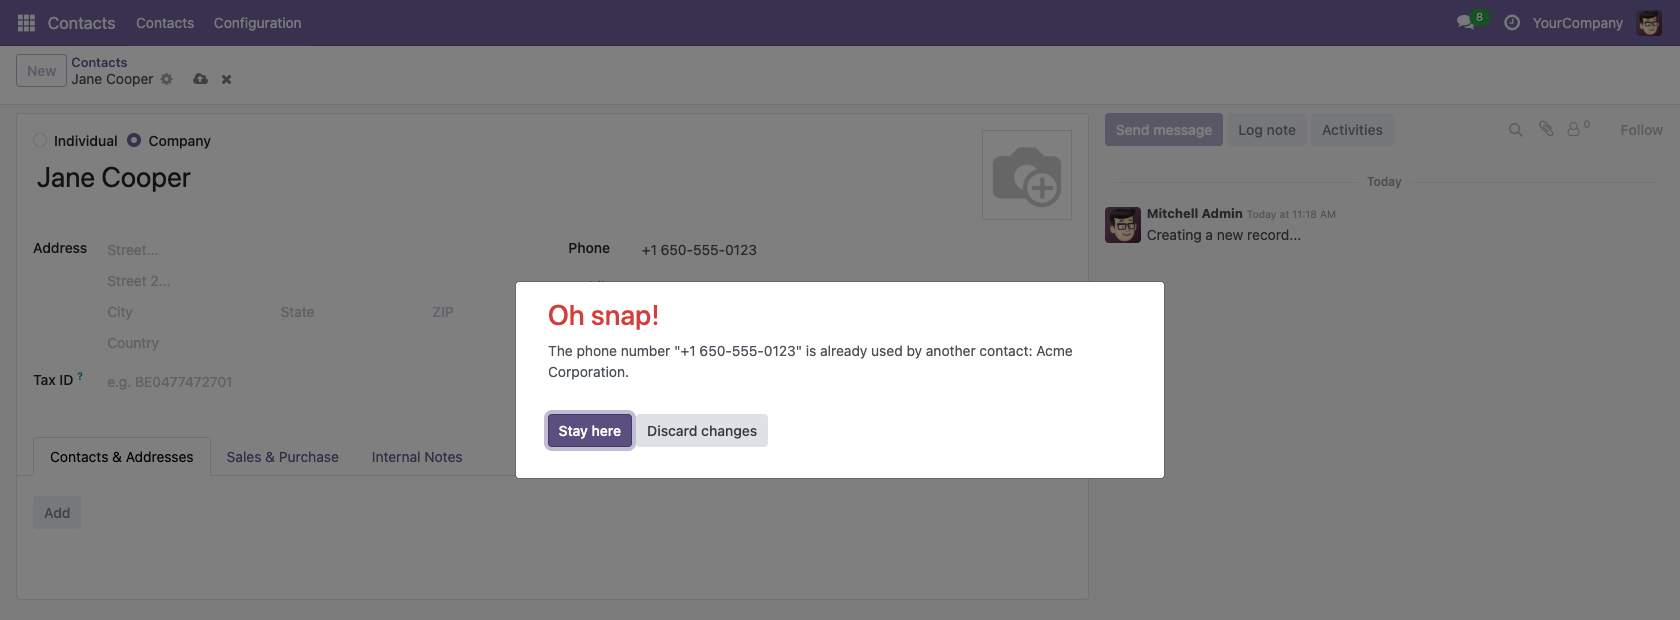 Contacts Contacts Configuration 8 YourCompany
New Contacts
Jane Cooper
Individual Company
Jane Cooper
Address Street...
Street 2...
City State ZIP
Country
Tax ID ? e.g. BE0477472701
Phone +1 650-555-0123
Contacts & Addresses Sales & Purchase Internal Notes
Add
Send message Log note Activities 0 Follow
Today
Mitchell Admin Today at 11:18 AM
Creating a new record...
Oh snap!
The phone number "+1 650-555-0123" is already used by another contact: Acme
Corporation.
Stay here Discard changes